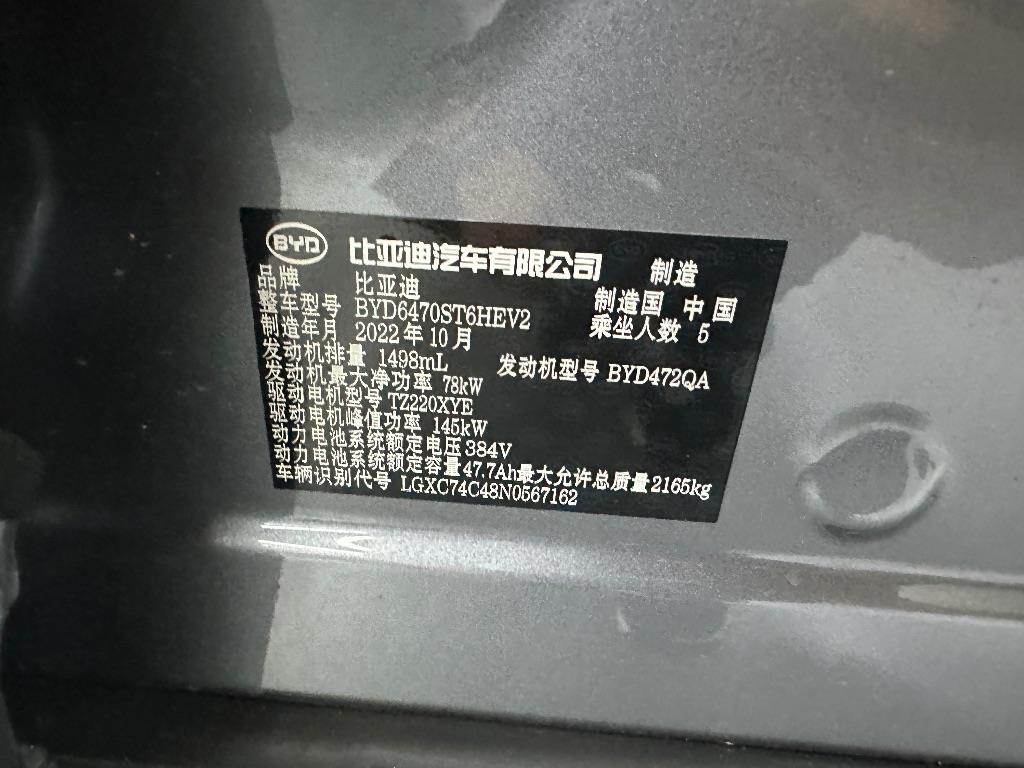 BYD 比亚迪汽车有限公司 制造
品牌 比亚迪 制造国 中国
整车型号 BYD6470ST6HEV2 乘坐人数 5
制造年月 2022年10月
发动机排量 1498mL 发动机型号 BYD472QA
发动机最大净功率 78kW
驱动电机型号 TZ220XYE
驱动电机峰值功率 145kW
动力电池系统额定电压 384V
动力电池系统额定容量 47.7Ah 最大允许总质量 2165kg
车辆识别代号 LGXC74C48N0567162